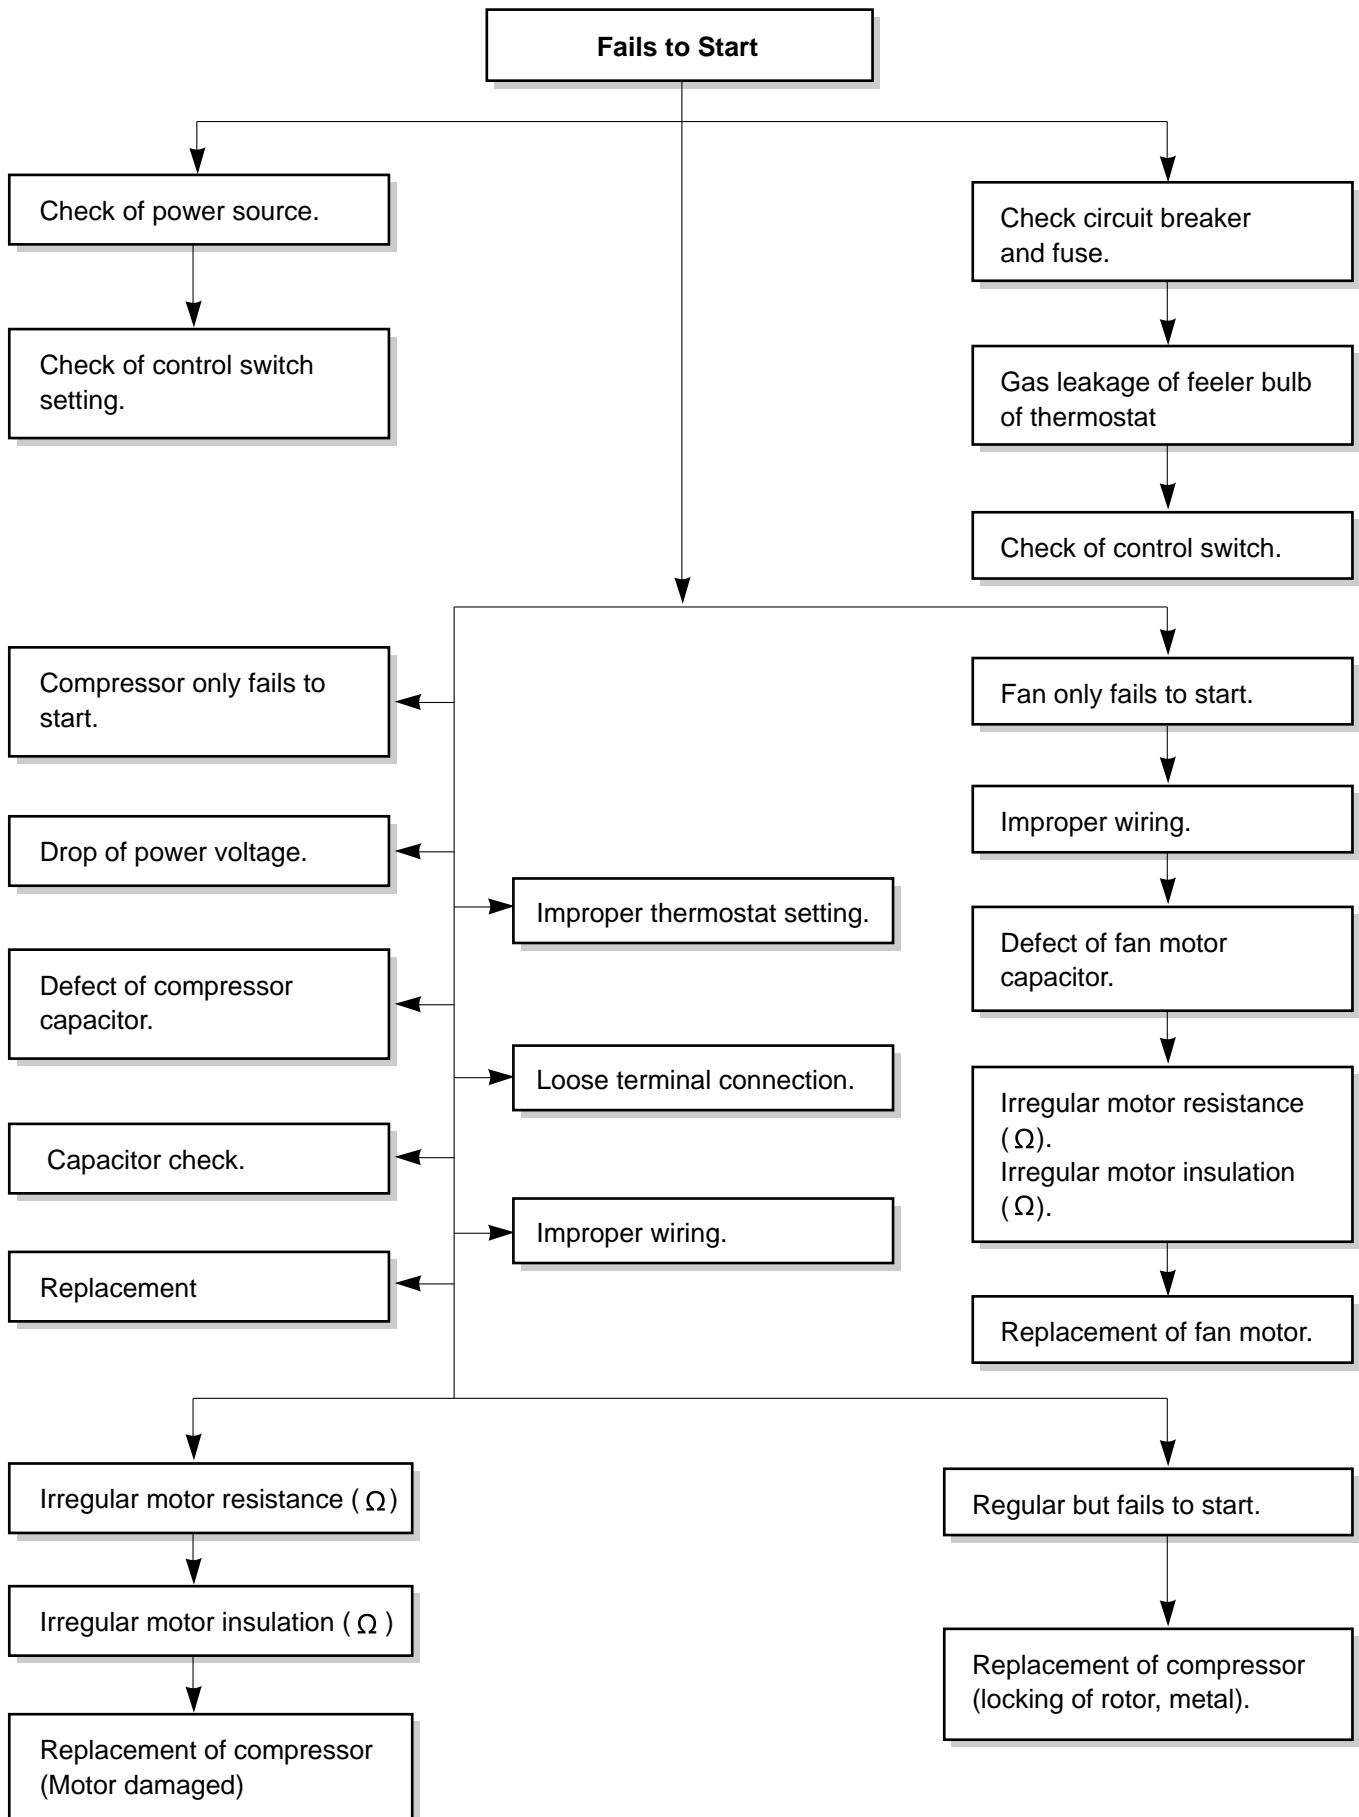 Fails to Start
Check of power source.
Check circuit breaker
and fuse.
Check of control switch
setting.
Gas leakage of feeler bulb
of thermostat
Check of control switch.
Compressor only fails to
start.
Fan only fails to start.
Drop of power voltage.
Improper wiring.
Improper thermostat setting.
Defect of fan motor
capacitor.
Defect of compressor
capacitor.
Loose terminal connection.
Irregular motor resistance
(Ω).
Irregular motor insulation
(Ω).
Capacitor check.
Improper wiring.
Replacement
Replacement of fan motor.
Irregular motor resistance (Ω)
Regular but fails to start.
Irregular motor insulation (Ω )
Replacement of compressor
(locking of rotor, metal).
Replacement of compressor
(Motor damaged)